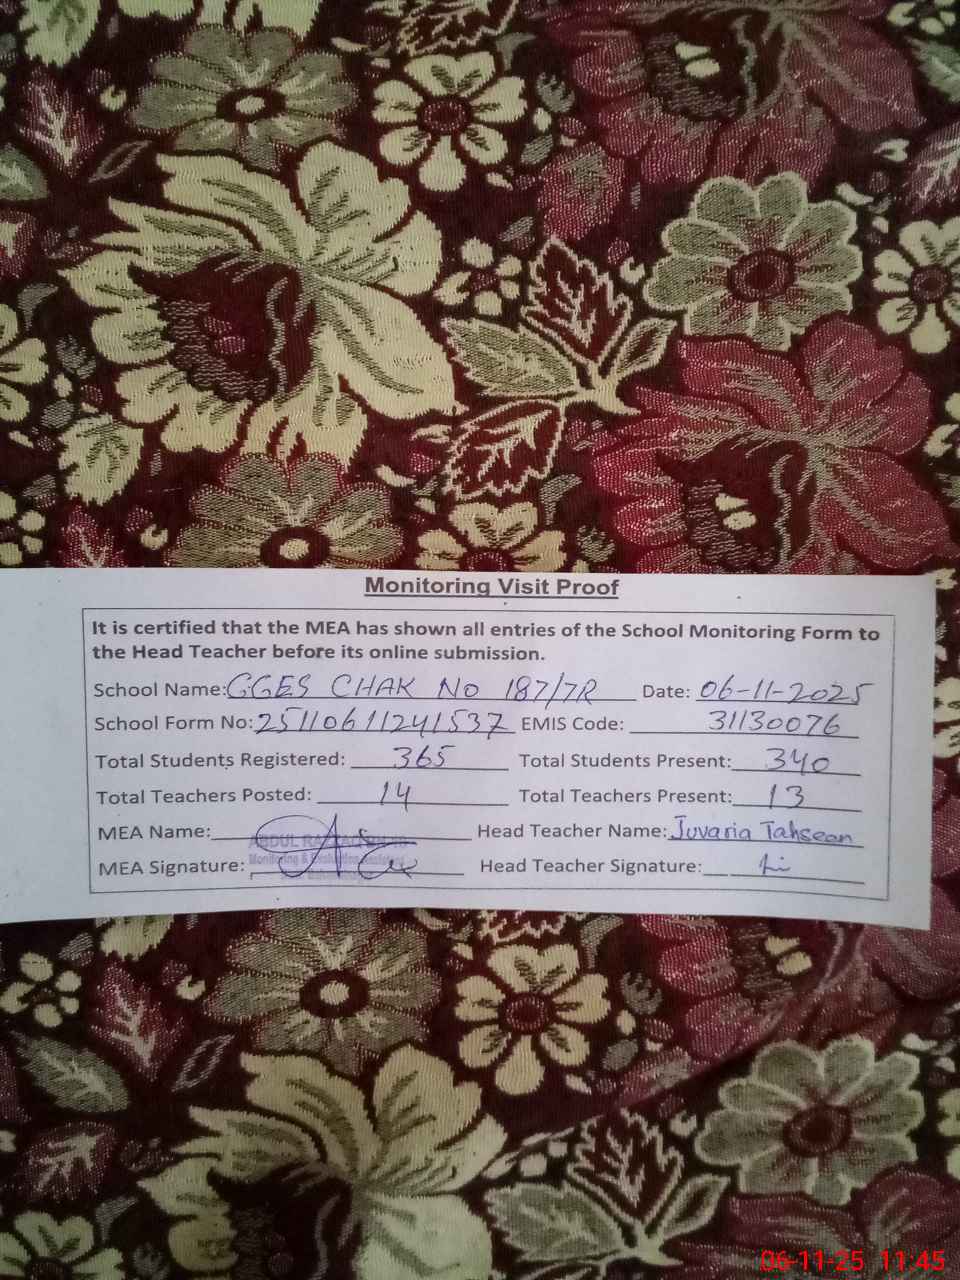 Monitoring Visit Proof
It is certified that the MEA has shown all entries of the School Monitoring Form to
the Head Teacher before its online submission.
School Name: GGES CHAK NO 187/7R Date: 06-11-2025
School Form No: 25110611241537 EMIS Code: 31130076
Total Students Registered: 365 Total Students Present: 340
Total Teachers Posted: 14 Total Teachers Present: 13
MEA Name: ABDUL Head Teacher Name: Juvaria Tahseen
MEA Signature: Monitoring & Head Teacher Signature:
06-11-25 11:45